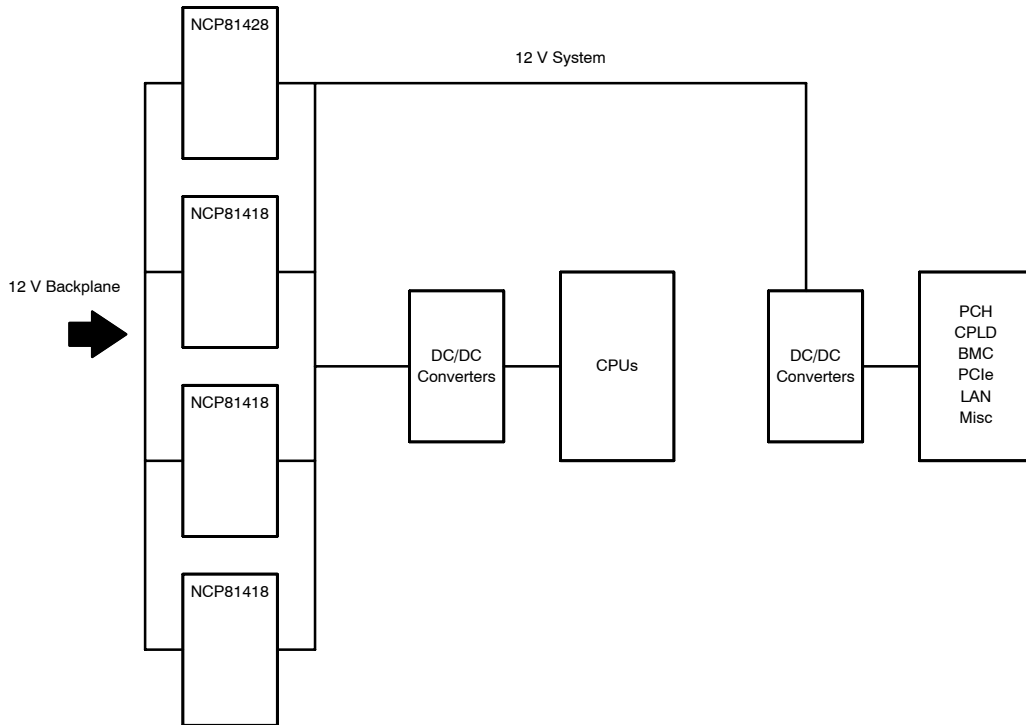 NCP81428
12 V System
NCP81418
12 V Backplane
DC/DC
Converters
CPUs
DC/DC
Converters
PCH
CPLD
BMC
PCIe
LAN
Misc
NCP81418
NCP81418